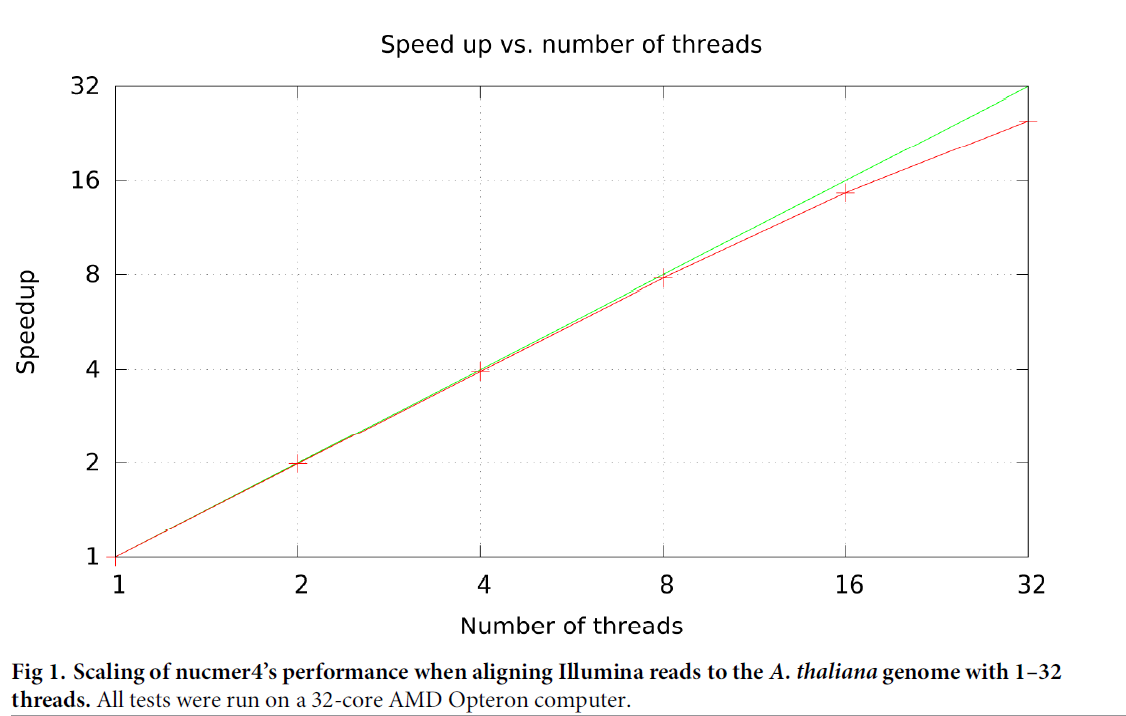 Speed up vs. number of threads
32
16
8
4
2
1
Speedup
1 2 4 8 16 32
Number of threads
Fig 1. Scaling of nucmer4’s performance when aligning Illumina reads to the A. thaliana genome with 1–32
threads. All tests were run on a 32-core AMD Opteron computer.